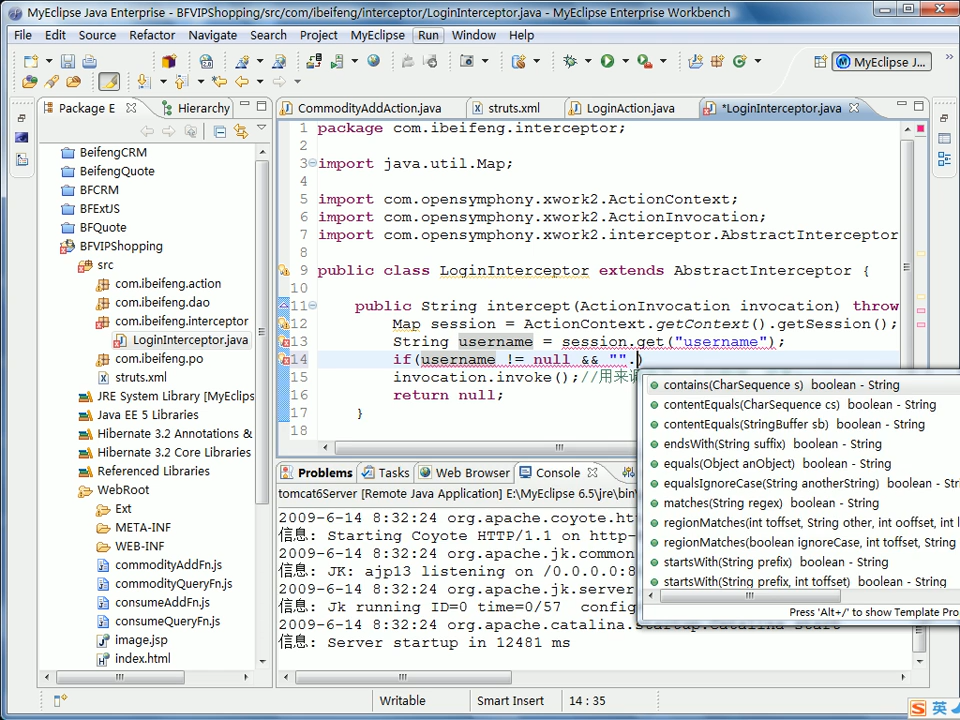 MyEclipse Java Enterprise - BFVIPShopping/src/com/ibeifeng/interceptor/LoginInterceptor.java - MyEclipse Enterprise Workbench
File Edit Source Refactor Navigate Search Project MyEclipse Run Window Help
MyEclipse J...
Package E
Hierarchy
CommodityAddAction.java
struts.xml
LoginAction.java
*LoginInterceptor.java
BeifengCRM
BeifengQuote
BFCRM
BFExtJS
BFQuote
BFVIPShopping
src
com.ibeifeng.action
com.ibeifeng.dao
com.ibeifeng.interceptor
LoginInterceptor.java
com.ibeifeng.po
struts.xml
JRE System Library [MyEclips
Java EE 5 Libraries
Hibernate 3.2 Annotations &
Hibernate 3.2 Core Libraries
Referenced Libraries
WebRoot
Ext
META-INF
WEB-INF
commodityAddFn.js
commodityQueryFn.js
consumeAddFn.js
consumeQueryFn.js
image.jsp
index.html
1 package com.ibeifeng.interceptor;
2
3 import java.util.Map;
4
5 import com.opensymphony.xwork2.ActionContext;
6 import com.opensymphony.xwork2.ActionInvocation;
7 import com.opensymphony.xwork2.interceptor.AbstractInterceptor
8
9 public class LoginInterceptor extends AbstractInterceptor {
10
11 public String intercept(ActionInvocation invocation) throw
12 Map session = ActionContext.getContext().getSession();
13 String username = session.get("username");
14 if(username != null && "".)
15 invocation.invoke();//用来调
16 return null;
17 }
18
contains(CharSequence s) boolean - String
contentEquals(CharSequence cs) boolean - String
contentEquals(StringBuffer sb) boolean - String
endsWith(String suffix) boolean - String
equals(Object anObject) boolean - String
equalsIgnoreCase(String anotherString) boolean - Stri
matches(String regex) boolean - String
regionMatches(int toffset, String other, int ooffset, int l
regionMatches(boolean ignoreCase, int toffset, String
startsWith(String prefix) boolean - String
startsWith(String prefix, int toffset) boolean - String
Press 'Alt+/' to show Template Pro
Problems
Tasks
Web Browser
Console
tomcat6Server [Remote Java Application] E:\MyEclipse 6.5\jre\bin\
2009-6-14 8:32:24 org.apache.coyote.ht
信息: Starting Coyote HTTP/1.1 on http-
2009-6-14 8:32:24 org.apache.jk.common
信息: JK: ajp13 listening on /0.0.0.0:8
2009-6-14 8:32:24 org.apache.jk.server
信息: Jk running ID=0 time=0/57 config
2009-6-14 8:32:24 org.apache.catalina.startup.Catalina start
信息: Server startup in 12481 ms
Writable
Smart Insert
14 : 35
英